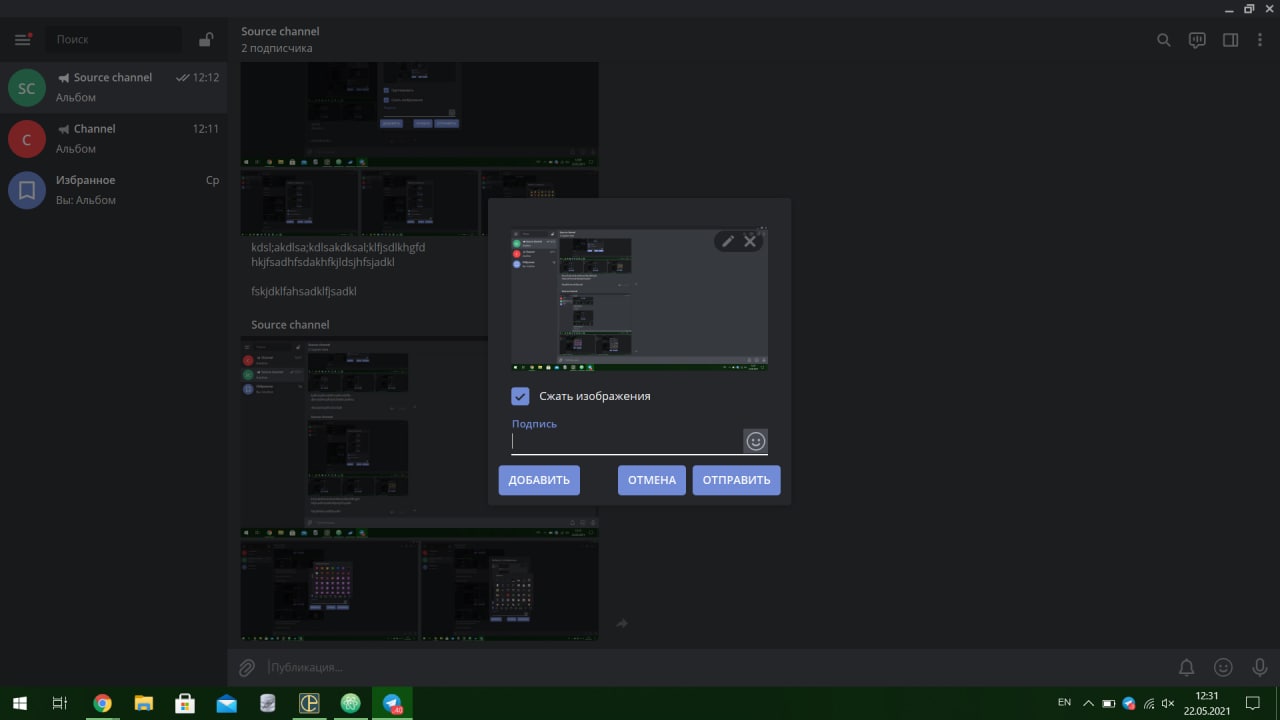 Поиск
Source channel
2 подписчика
Source channel
12:12
Альбом
Channel
12:11
Альбом
Избранное
Ср
Вы: Альбом
kdsl;akdlsa;kdlsakdksal;klfjsdlkhgfd
hkjfsadhfsdakhfkjldsjhfsjadkl
fskjdklfahsadklfjsadkl
Source channel
Сжать изображения
Подпись
ДОБАВИТЬ
ОТМЕНА
ОТПРАВИТЬ
Публикация...
EN
12:31
22.05.2021